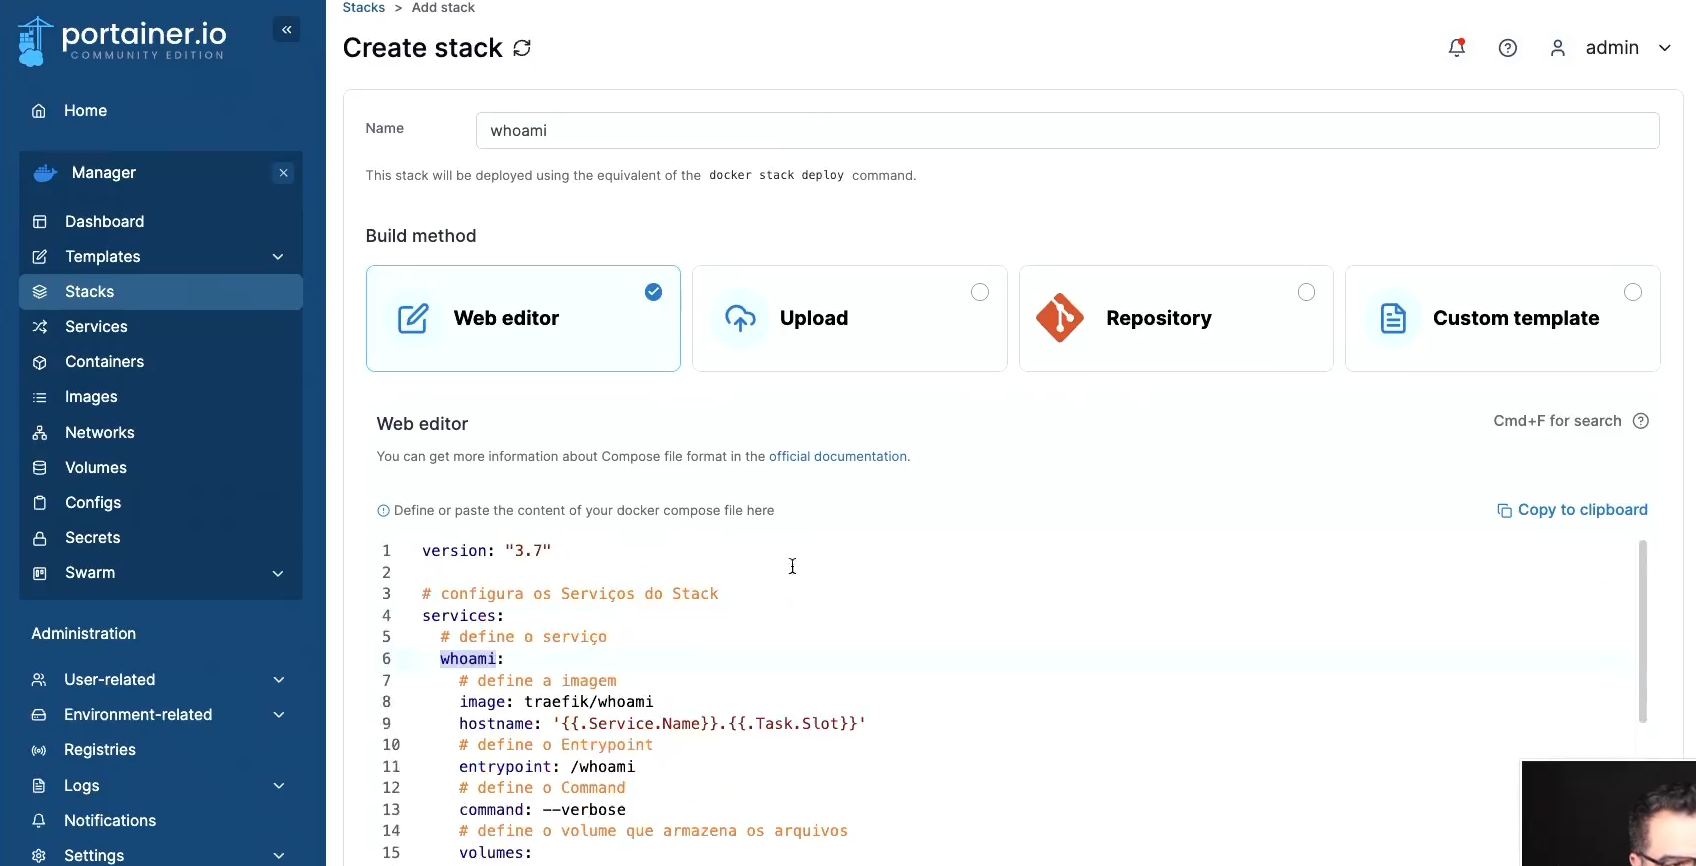 portainer.io
COMMUNITY EDITION
Home
Manager
Dashboard
Templates
Stacks
Services
Containers
Images
Networks
Volumes
Configs
Secrets
Swarm
Administration
User-related
Environment-related
Registries
Logs
Notifications
Settings
Stacks > Add stack
Create stack
admin
Name
whoami
This stack will be deployed using the equivalent of the docker stack deploy command.
Build method
Web editor
Upload
Repository
Custom template
Web editor
Cmd+F for search
You can get more information about Compose file format in the official documentation.
Define or paste the content of your docker compose file here
Copy to clipboard
1 version: "3.7"
2
3 # configura os Serviços do Stack
4 services:
5 # define o serviço
6 whoami:
7 # define a imagem
8 image: traefik/whoami
9 hostname: '{{.Service.Name}}.{{.Task.Slot}}'
10 # define o Entrypoint
11 entrypoint: /whoami
12 # define o Command
13 command: --verbose
14 # define o volume que armazena os arquivos
15 volumes: